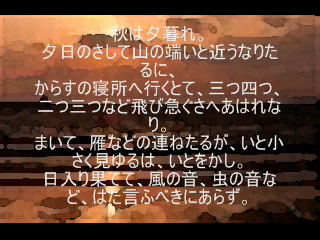 秋は夕暮れ。
夕日のさして山の端いと近うなりた
るに、
からすの寝所へ行くとて、三つ四つ、
二つ三つなど飛び急ぐさへあはれな
り。
まいて、雁などの連ねたるが、いと小
さく見ゆるは、いとをかし。
日入り果てて、風の音、虫の音な
ど、はた言ふべきにあらず。